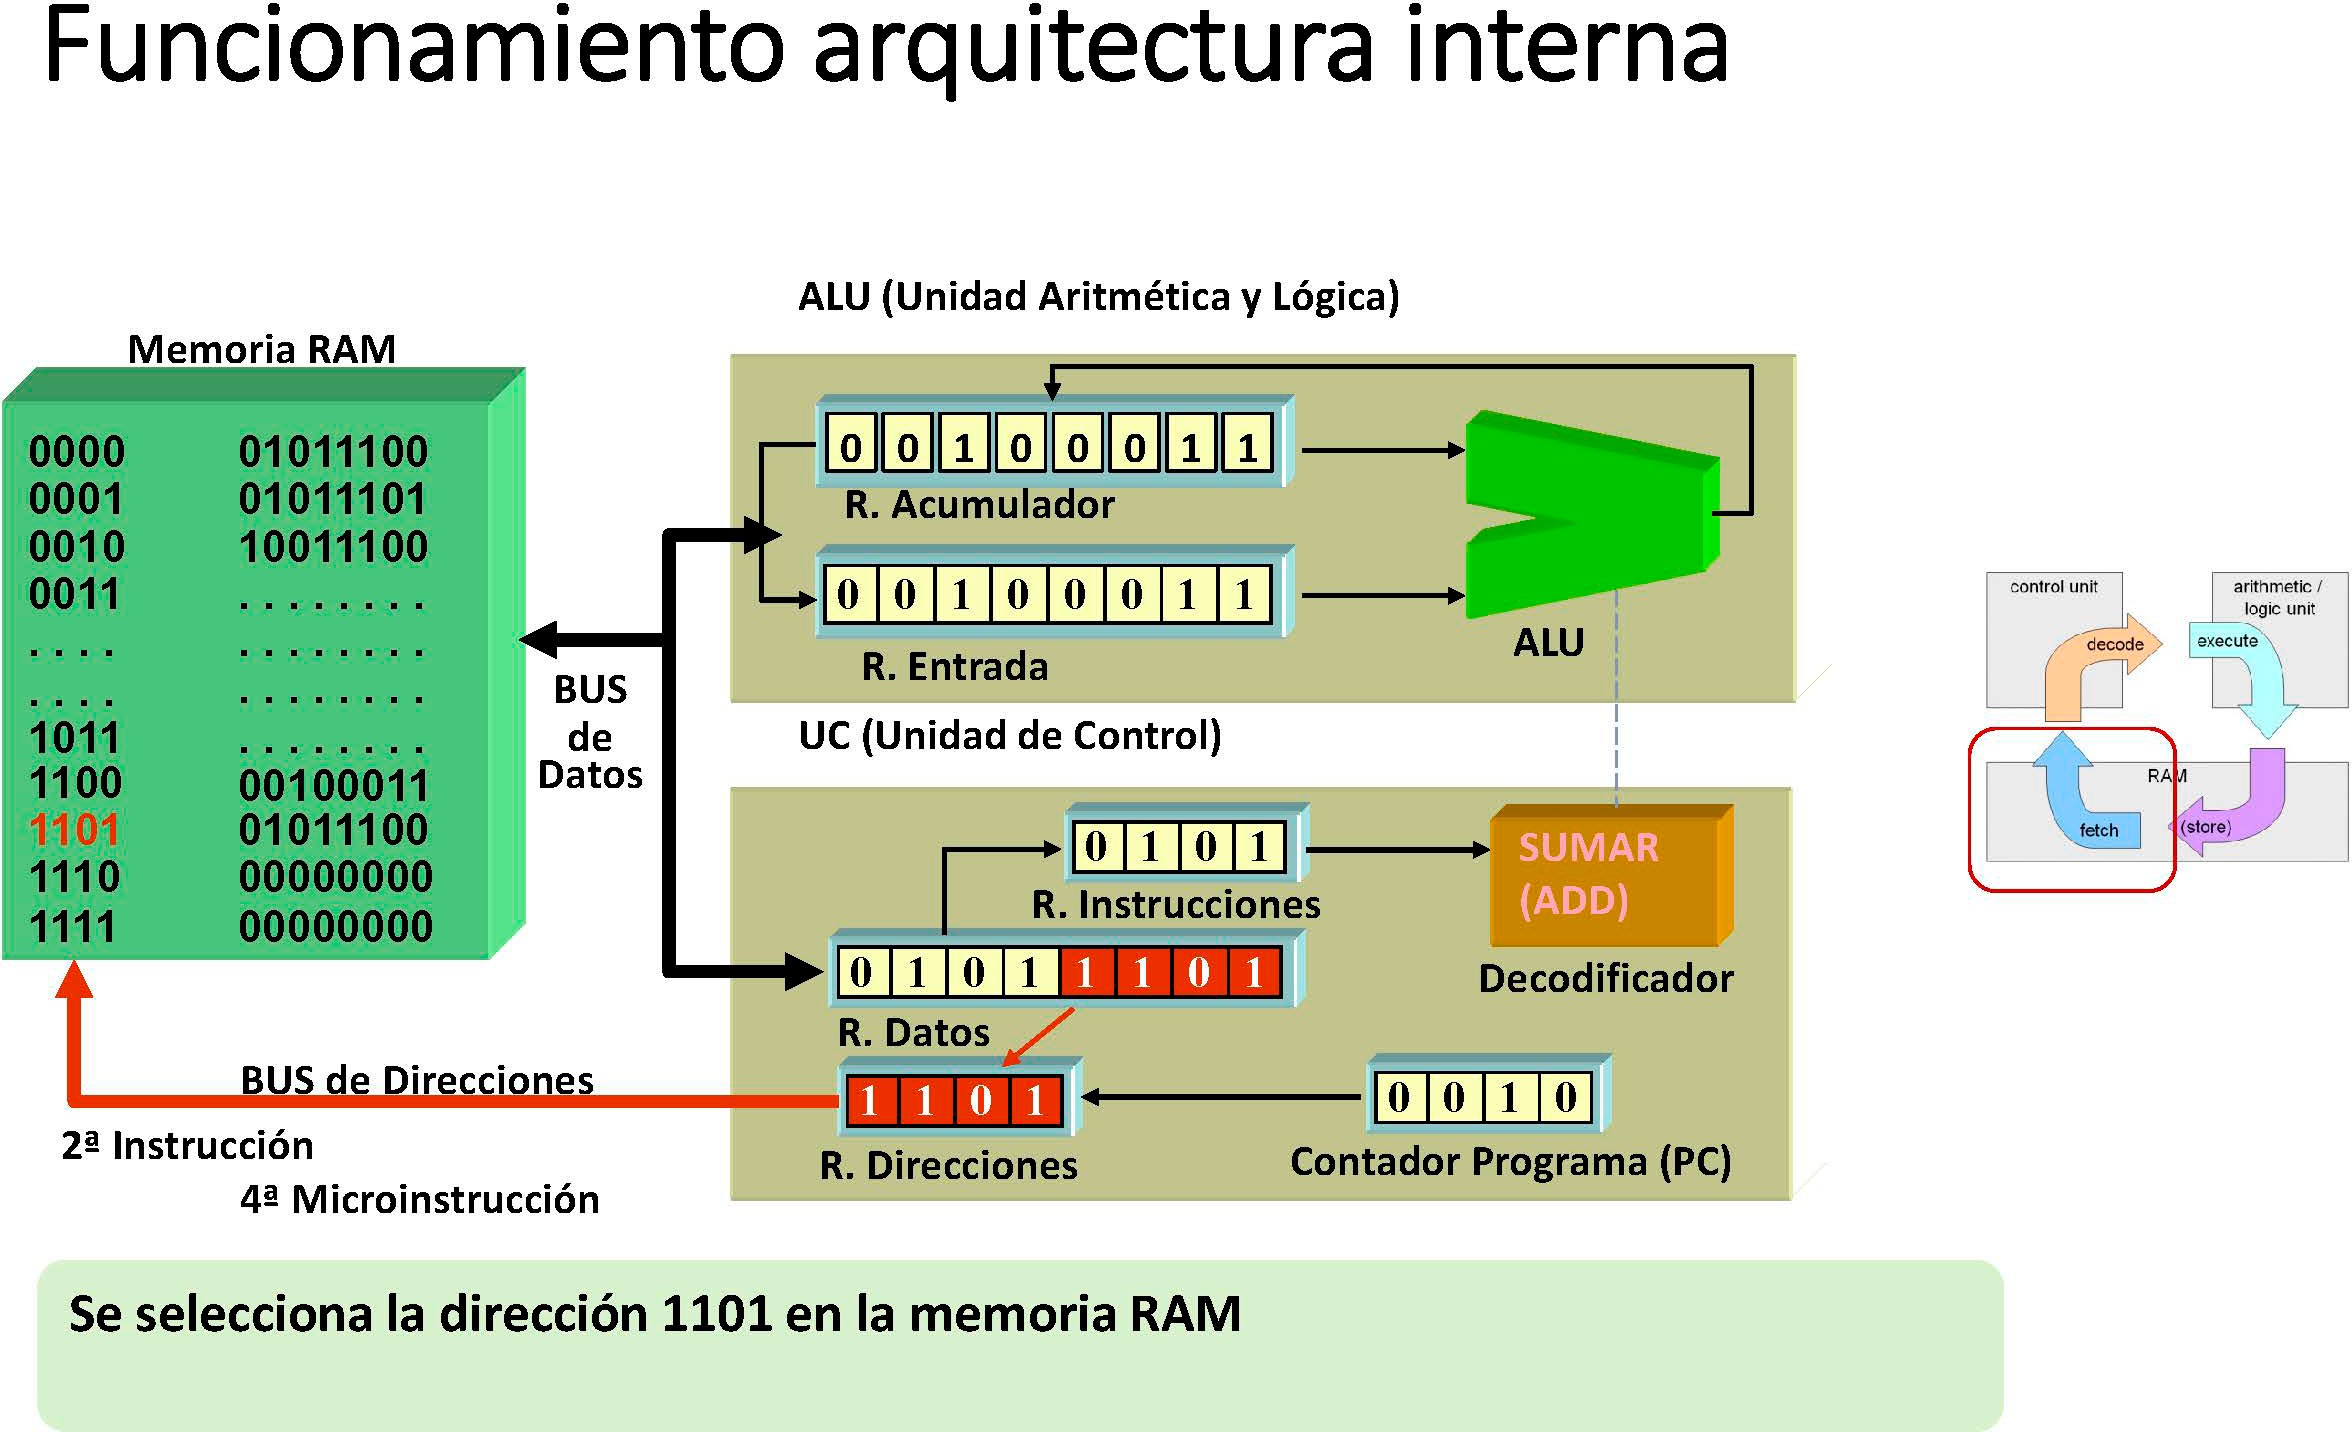 Funcionamiento arquitectura interna
ALU (Unidad Aritmética y Lógica)
Memoria RAM
0000 01011100
0001 01011101
0010 10011100
0011 ........
.... ........
.... ........
1011 ........
1100 00100011
1101 01011100
1110 00000000
1111 00000000
BUS
de
Datos
0 0 1 0 0 0 1 1
R. Acumulador
0 0 1 0 0 0 1 1
R. Entrada
ALU
UC (Unidad de Control)
0 1 0 1
R. Instrucciones
SUMAR
(ADD)
Decodificador
0 1 0 1 1 1 0 1
R. Datos
BUS de Direcciones
1 1 0 1
R. Direcciones
0 0 1 0
Contador Programa (PC)
2ª Instrucción
4ª Microinstrucción
control unit
arithmetic /
logic unit
decode
execute
RAM
fetch
(store)
Se selecciona la dirección 1101 en la memoria RAM